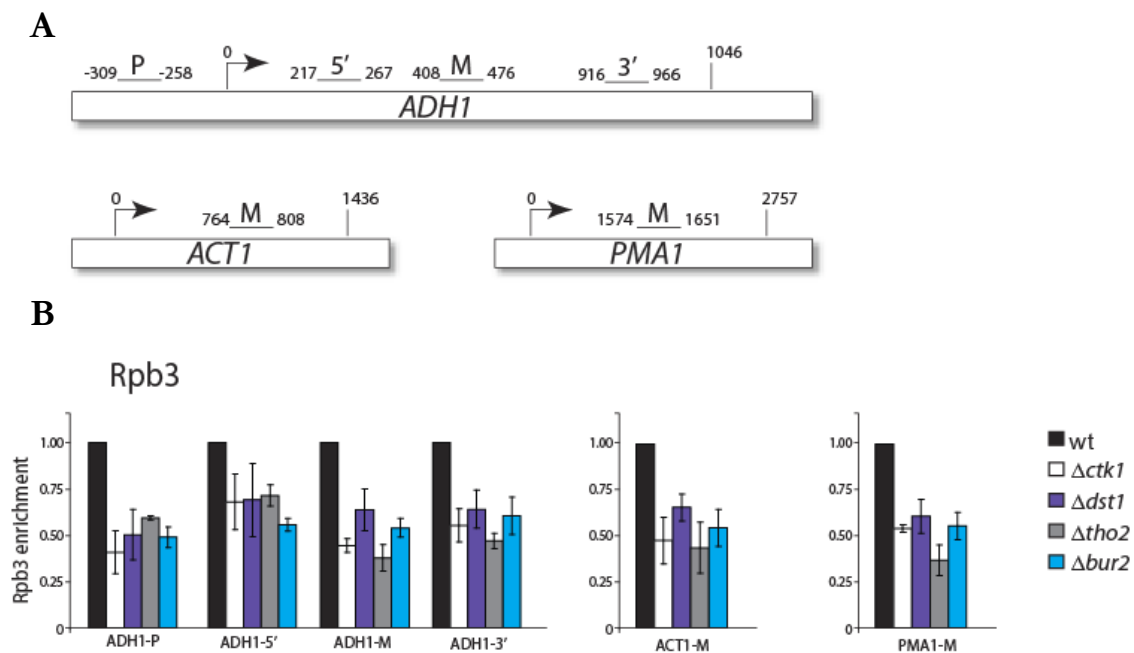 A
-309 P -258 0 217 5′ 267 408 M 476 916 3′ 966 1046
ADH1
0 764 M 808 1436
ACT1
0 1574 M 1651 2757
PMA1
B
Rpb3
Rpb3 enrichment
1.00
0.75
0.50
0.25
0
ADH1-P ADH1-5′ ADH1-M ADH1-3′
1.00
0.75
0.50
0.25
0
ACT1-M
1.00
0.75
0.50
0.25
0
PMA1-M
wt
Δctk1
Δdst1
Δtho2
Δbur2